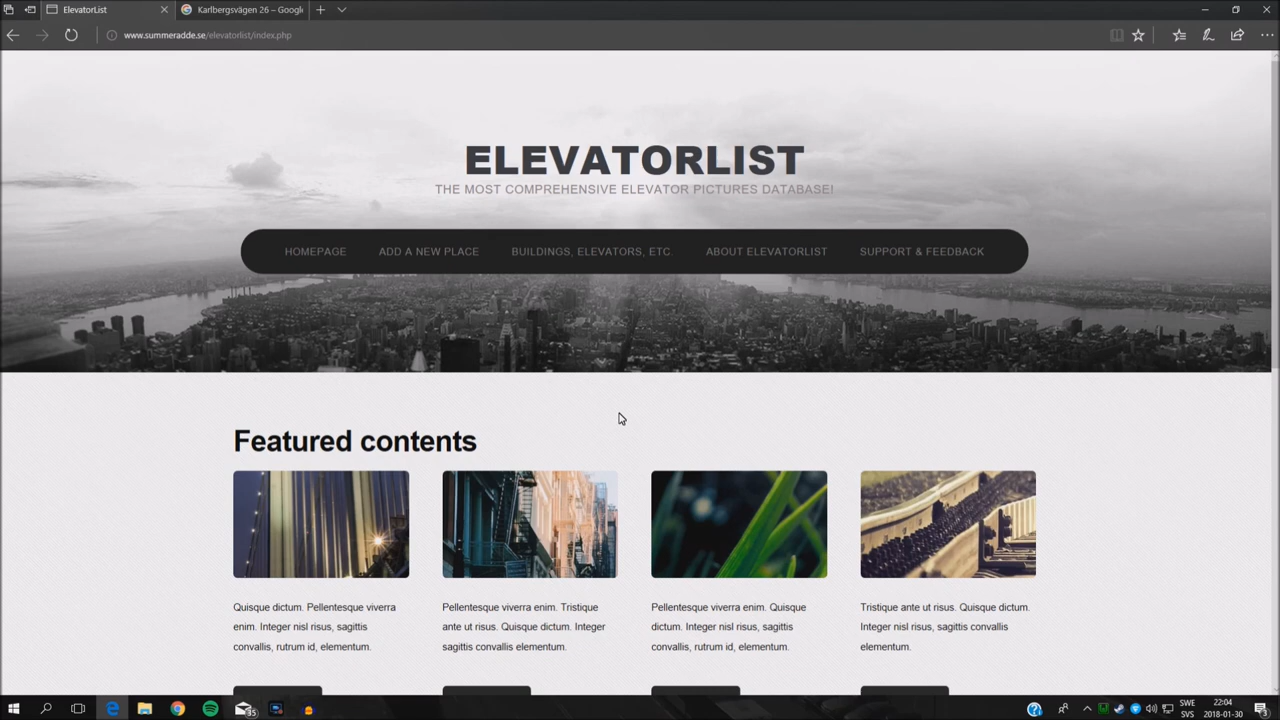 ElevatorList
Karlbergsvägen 26 – Googl
www.summeradde.se/elevatorlist/index.php
ELEVATORLIST
THE MOST COMPREHENSIVE ELEVATOR PICTURES DATABASE!
HOMEPAGE ADD A NEW PLACE BUILDINGS, ELEVATORS, ETC. ABOUT ELEVATORLIST SUPPORT & FEEDBACK
Featured contents
Quisque dictum. Pellentesque viverra
enim. Integer nisl risus, sagittis
convallis, rutrum id, elementum.
Pellentesque viverra enim. Tristique
ante ut risus. Quisque dictum. Integer
sagittis convallis elementum.
Pellentesque viverra enim. Quisque
dictum. Integer nisl risus, sagittis
convallis, rutrum id, elementum.
Tristique ante ut risus. Quisque dictum.
Integer nisl risus, sagittis convallis
elementum.
35
SWE
SVS
22:04
2018-01-30
3